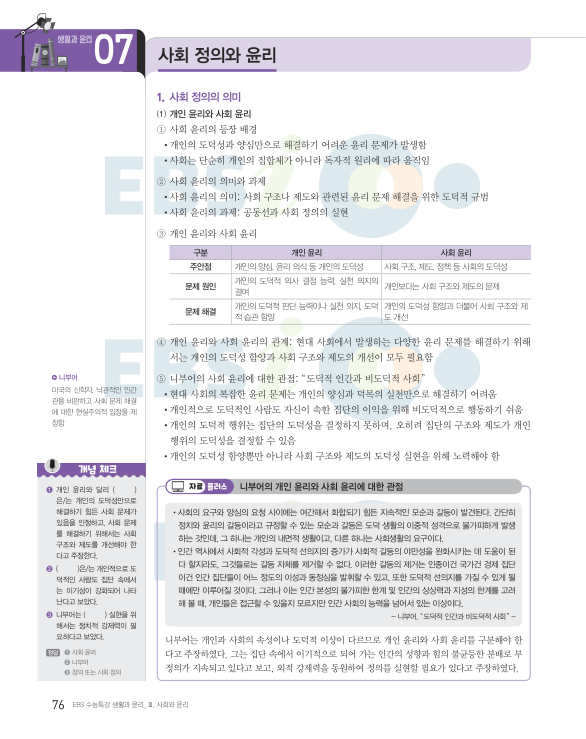 생활과 윤리
07
사회 정의와 윤리
1. 사회 정의의 의미
(1) 개인 윤리와 사회 윤리
① 사회 윤리의 등장 배경
• 개인의 도덕성과 양심만으로 해결하기 어려운 윤리 문제가 발생함
• 사회는 단순히 개인의 집합체가 아니라 독자적 원리에 따라 움직임
② 사회 윤리의 의미와 과제
• 사회 윤리의 의미: 사회 구조나 제도와 관련된 윤리 문제 해결을 위한 도덕적 규범
• 사회 윤리의 과제: 공동선과 사회 정의의 실현
③ 개인 윤리와 사회 윤리
구분 개인 윤리 사회 윤리
주안점 개인의 양심, 윤리 의식 등 개인의 도덕성 사회 구조, 제도, 정책 등 사회의 도덕성
문제 원인 개인의 도덕적 의사 결정 능력, 실천 의지의 결여 개인보다는 사회 구조와 제도의 문제
문제 해결 개인의 도덕적 판단 능력이나 실천 의지, 도덕적 습관 함양 개인의 도덕성 함양과 더불어 사회 구조와 제도 개선
④ 개인 윤리와 사회 윤리의 관계: 현대 사회에서 발생하는 다양한 윤리 문제를 해결하기 위해
서는 개인의 도덕성 함양과 사회 구조와 제도의 개선이 모두 필요함
⑤ 니부어의 사회 윤리에 대한 관점: “도덕적 인간과 비도덕적 사회”
• 현대 사회의 복잡한 윤리 문제는 개인의 양심과 덕목의 실천만으로 해결하기 어려움
• 개인적으로 도덕적인 사람도 자신이 속한 집단의 이익을 위해 비도덕적으로 행동하기 쉬움
• 개인의 도덕적 행위는 집단의 도덕성을 결정하지 못하며, 오히려 집단의 구조와 제도가 개인
행위의 도덕성을 결정할 수 있음
• 개인의 도덕성 함양뿐만 아니라 사회 구조와 제도의 도덕성 실현을 위해 노력해야 함
니부어
미국의 신학자. 낙관적인 인간
관을 비판하고 사회 문제 해결
에 대한 현실주의적 입장을 제
창함
개념 체크
❶ 개인 윤리와 달리 ( )
은/는 개인의 도덕성만으로
해결하기 힘든 사회 문제가
있음을 인정하고, 사회 문제
를 해결하기 위해서는 사회
구조와 제도를 개선해야 한
다고 주장한다.
❷ ( )은/는 개인적으로 도
덕적인 사람도 집단 속에서
는 이기성이 강화되어 나타
난다고 보았다.
❸ 니부어는 ( ) 실현을 위
해서는 정치적 강제력이 필
요하다고 보았다.
정답 ❶ 사회 윤리
❷ 니부어
❸ 정의 또는 사회 정의
자료 플러스 니부어의 개인 윤리와 사회 윤리에 대한 관점
• 사회의 요구와 양심의 요청 사이에는 여간해서 화합되기 힘든 지속적인 모순과 갈등이 발견된다. 간단히
정치와 윤리의 갈등이라고 규정할 수 있는 모순과 갈등은 도덕 생활의 이중적 성격으로 불가피하게 발생
하는 것인데, 그 하나는 개인의 내면적 생활이고, 다른 하나는 사회생활의 요구이다.
• 인간 역사에서 사회적 각성과 도덕적 선의지의 증가가 사회적 갈등의 야만성을 완화시키는 데 도움이 된
다 할지라도, 그것들로는 갈등 자체를 제거할 수 없다. 이러한 갈등의 제거는 인종이건 국가건 경제 집단
이건 인간 집단들이 어느 정도의 이성과 동정심을 발휘할 수 있고, 또한 도덕적 선의지를 가질 수 있게 될
때에만 이루어질 것이다. 그러나 이는 인간 본성의 불가피한 한계 및 인간의 상상력과 지성의 한계를 고려
해 볼 때, 개인들은 접근할 수 있을지 모르지만 인간 사회의 능력을 넘어서 있는 이상이다.
– 니부어, “도덕적 인간과 비도덕적 사회” –
니부어는 개인과 사회의 속성이나 도덕적 이상이 다르므로 개인 윤리와 사회 윤리를 구분해야 한
다고 주장하였다. 그는 집단 속에서 이기적으로 되어 가는 인간의 성향과 힘의 불균등한 분배로 부
정의가 지속되고 있다고 보고, 외적 강제력을 동원하여 정의를 실현할 필요가 있다고 주장하였다.
76 EBS 수능특강 생활과 윤리_ Ⅲ. 사회와 윤리
EBSi
EBSi